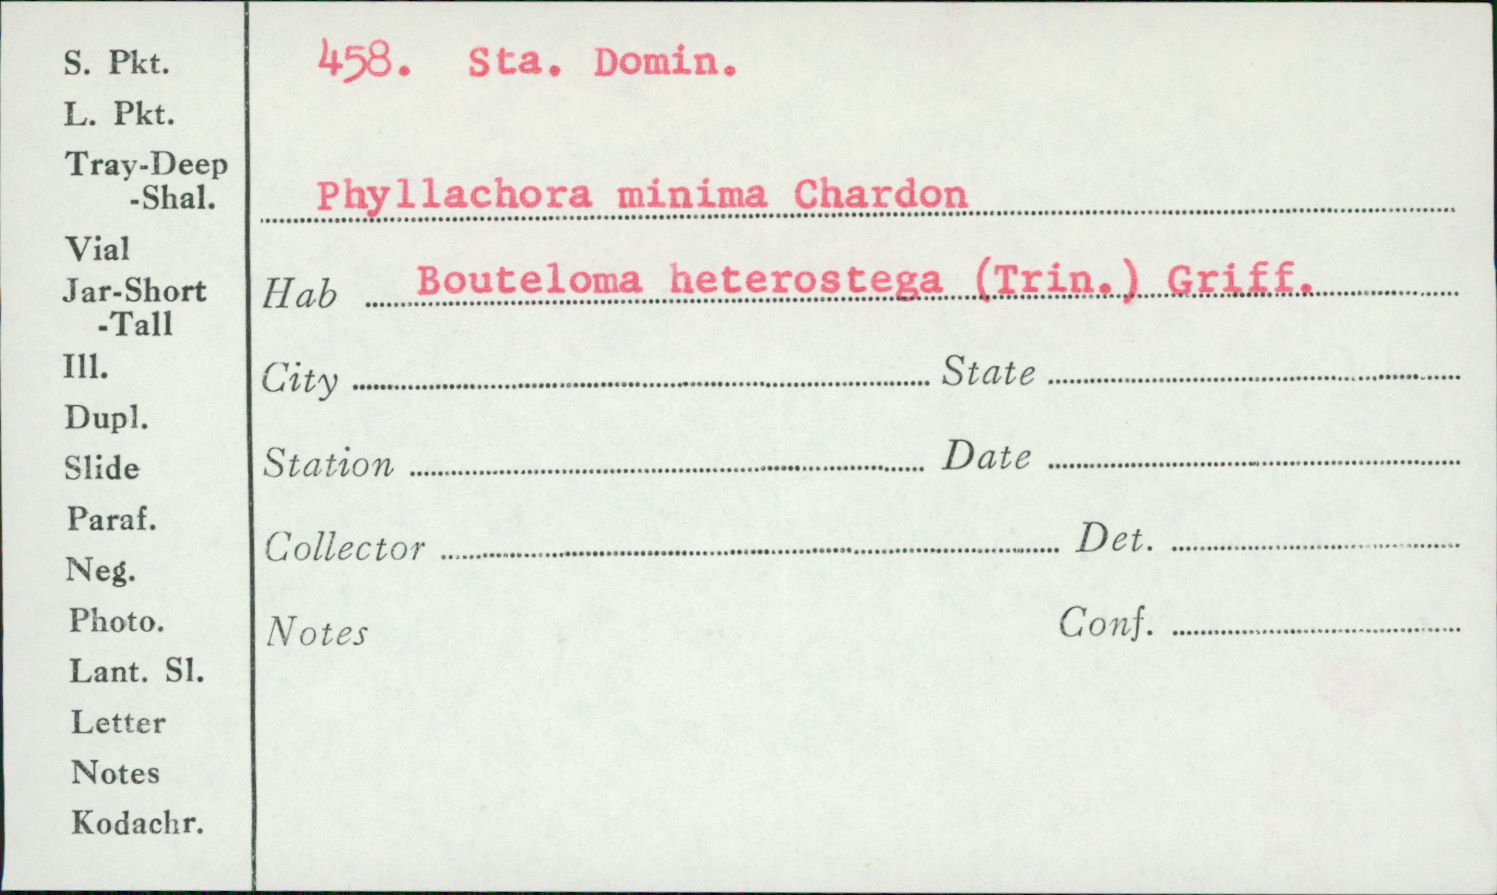 S. Pkt.
L. Pkt.
Tray-Deep
-Shal.
Vial
Jar-Short
-Tall
Ill.
Dupl.
Slide
Paraf.
Neg.
Photo.
Lant. Sl.
Letter
Notes
Kodachr.
458. Sta. Domin.
Phyllachora minima Chardon
Hab Bouteloma heterostega (Trin.) Griff.
City State
Station Date
Collector Det.
Notes Conf.